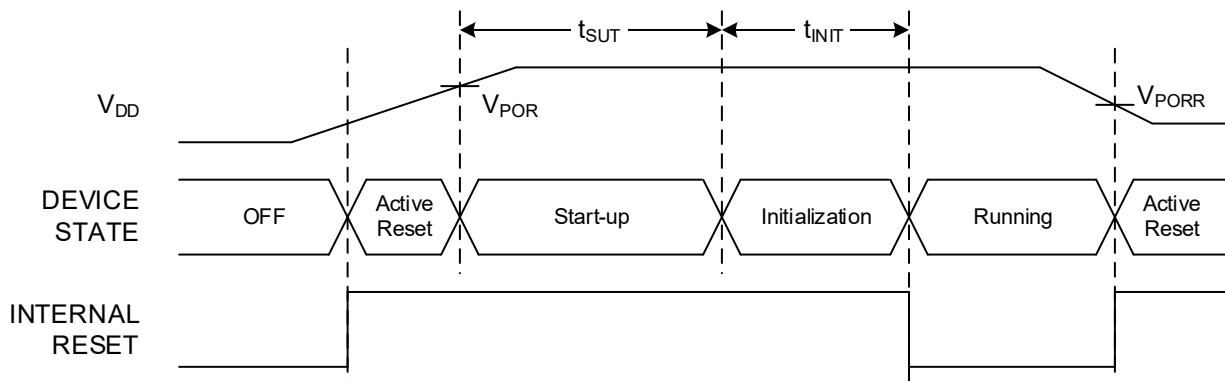 tSUT
tINIT
VDD
VPOR
VPORR
DEVICE
STATE
OFF
Active
Reset
Start-up
Initialization
Running
Active
Reset
INTERNAL
RESET